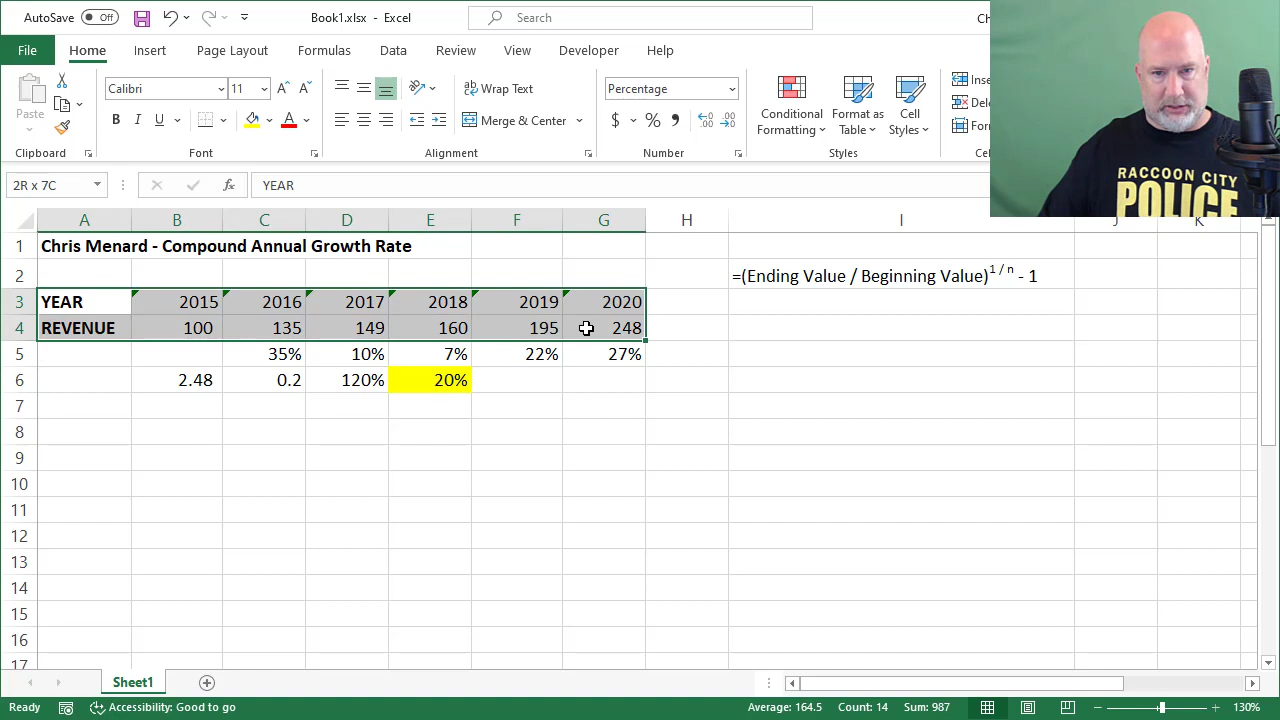 AutoSave Off Book1.xlsx - Excel Search Ch
File Home Insert Page Layout Formulas Data Review View Developer Help
Calibri 11 Wrap Text Percentage Conditional Format as Cell Inse
Paste B I U A Merge & Center $ % Formatting Table Styles Del
For
Clipboard Font Alignment Number Styles
2R x 7C fx YEAR
A B C D E F G H I J K
1 Chris Menard - Compound Annual Growth Rate
2 =(Ending Value / Beginning Value)1 / n - 1
3 YEAR 2015 2016 2017 2018 2019 2020
4 REVENUE 100 135 149 160 195 248
5 35% 10% 7% 22% 27%
6 2.48 0.2 120% 20%
7
8
9
10
11
12
13
14
15
16
17
Sheet1
Ready Accessibility: Good to go Average: 164.5 Count: 14 Sum: 987 130%
RACCOON CITY
POLICE